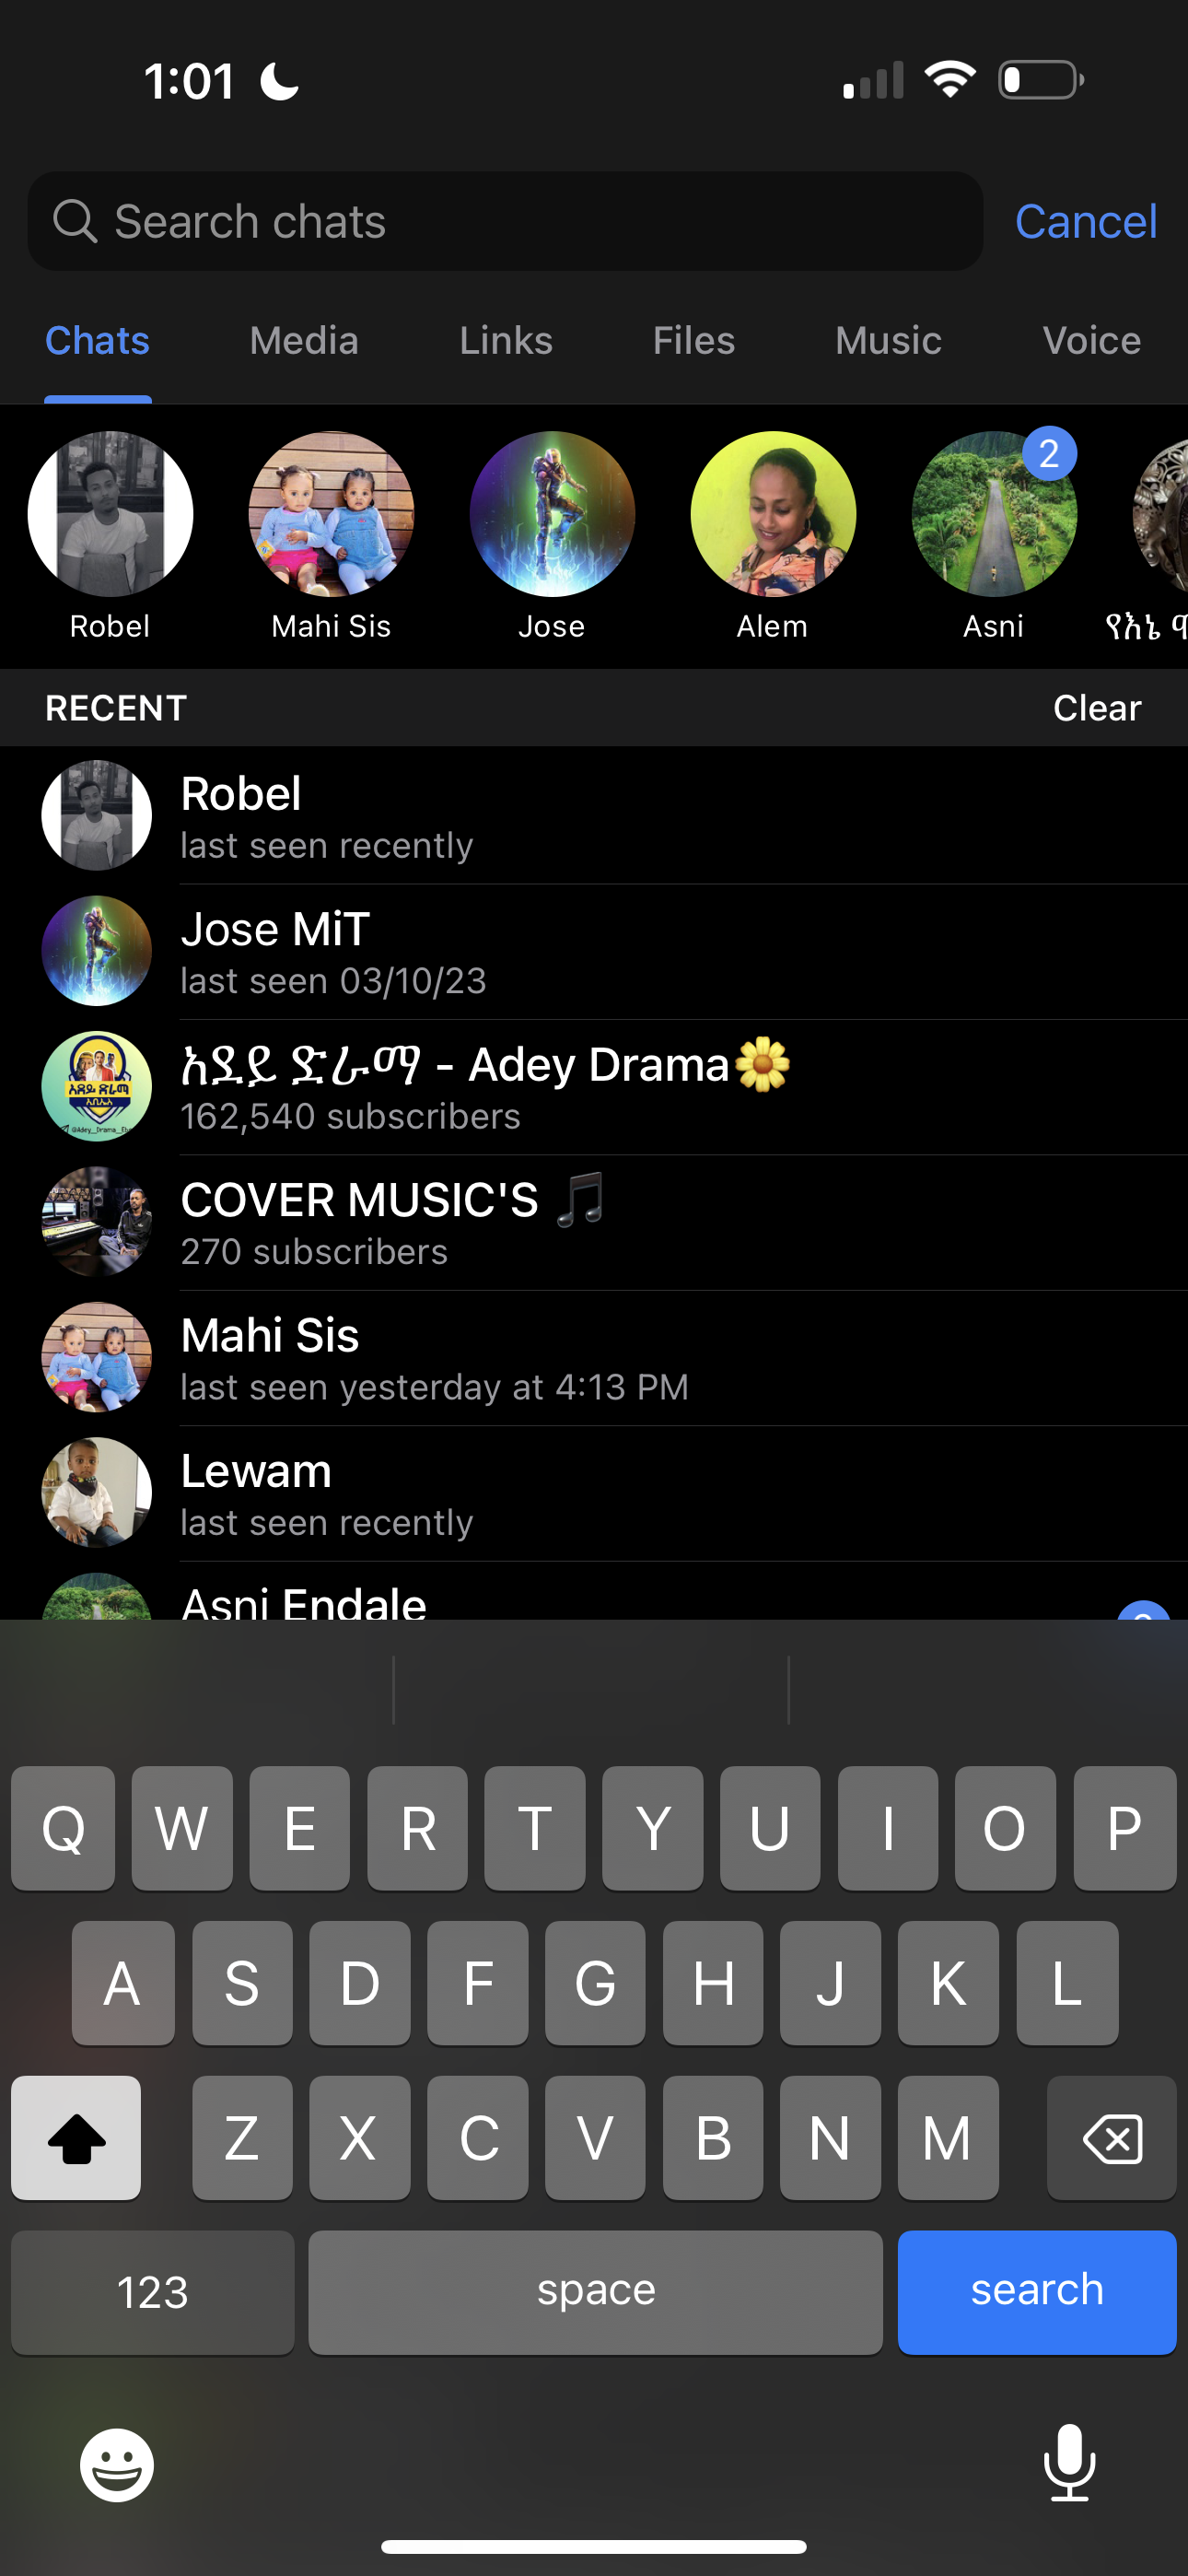 1:01
Search chats
Cancel
Chats Media Links Files Music Voice
2
Robel Mahi Sis Jose Alem Asni የእኔ
RECENT Clear
Robel
last seen recently
Jose MiT
last seen 03/10/23
አደይ ድራማ - Adey Drama🌼
አደይ ድራማ
162,540 subscribers
COVER MUSIC'S 🎵
270 subscribers
Mahi Sis
last seen yesterday at 4:13 PM
Lewam
last seen recently
Asni Endale
Q W E R T Y U I O P
A S D F G H J K L
Z X C V B N M
123 space search